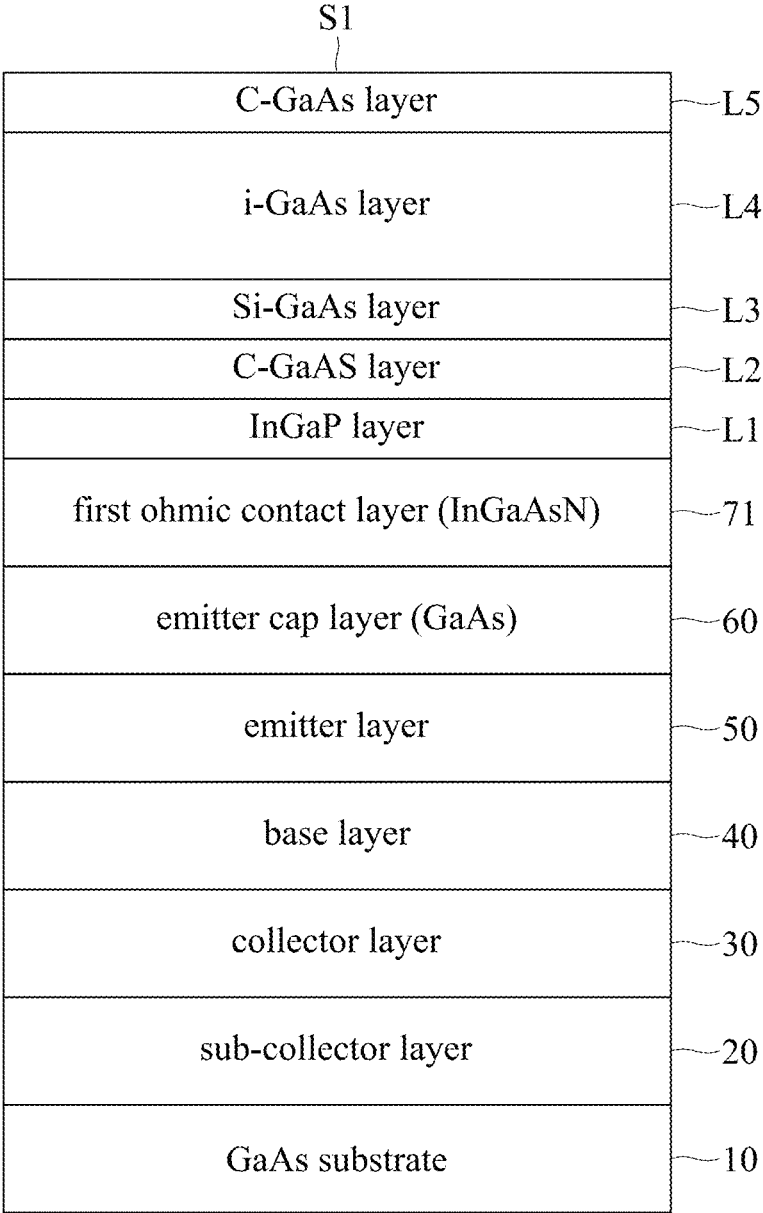 S1
C-GaAs layer L5
i-GaAs layer L4
Si-GaAs layer L3
C-GaAS layer L2
InGaP layer L1
first ohmic contact layer (InGaAsN) 71
emitter cap layer (GaAs) 60
emitter layer 50
base layer 40
collector layer 30
sub-collector layer 20
GaAs substrate 10